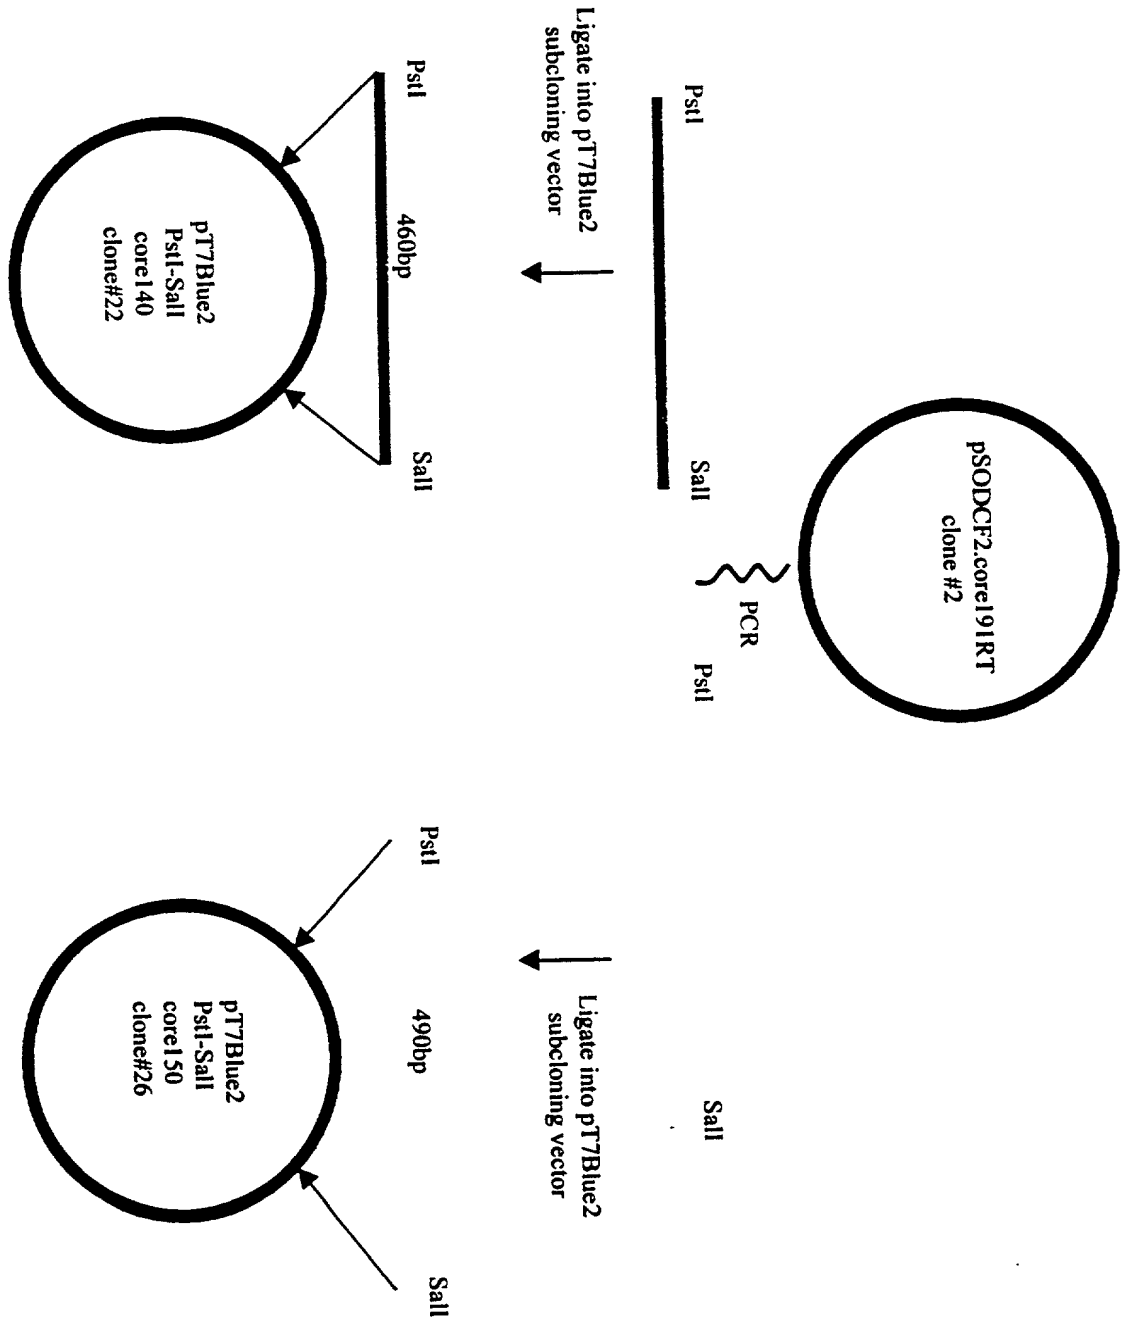 pSODCF2.core191RT
clone #2
PCR
PstI
SalI
PstI
SalI
Ligate into pT7Blue2
subcloning vector
Ligate into pT7Blue2
subcloning vector
PstI
460bp
SalI
PstI
490bp
SalI
pT7Blue2
PstI-SalI
core140
clone#22
pT7Blue2
PstI-SalI
core150
clone#26